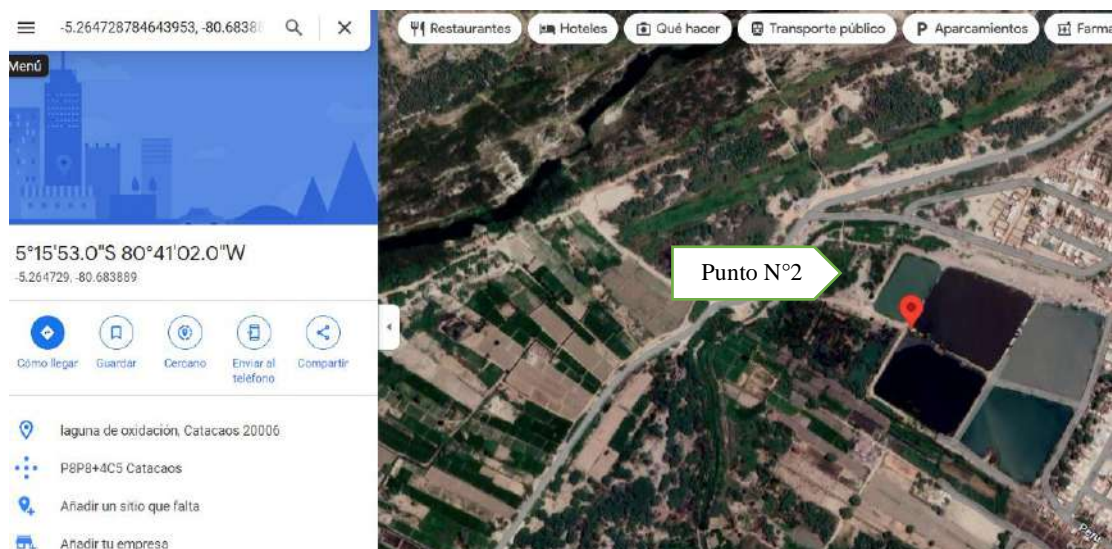 -5.264728784643953, -80.68388
Menú
5°15'53.0"S 80°41'02.0"W
-5.264729, -80.683889
Cómo llegar
Guardar
Cercano
Enviar al
teléfono
Compartir
laguna de oxidación, Catacaos 20006
P8P8+4C5 Catacaos
Añadir un sitio que falta
Añadir tu empresa
Restaurantes
Hoteles
Qué hacer
Transporte público
P Aparcamientos
Farma
Punto N°2
Perú